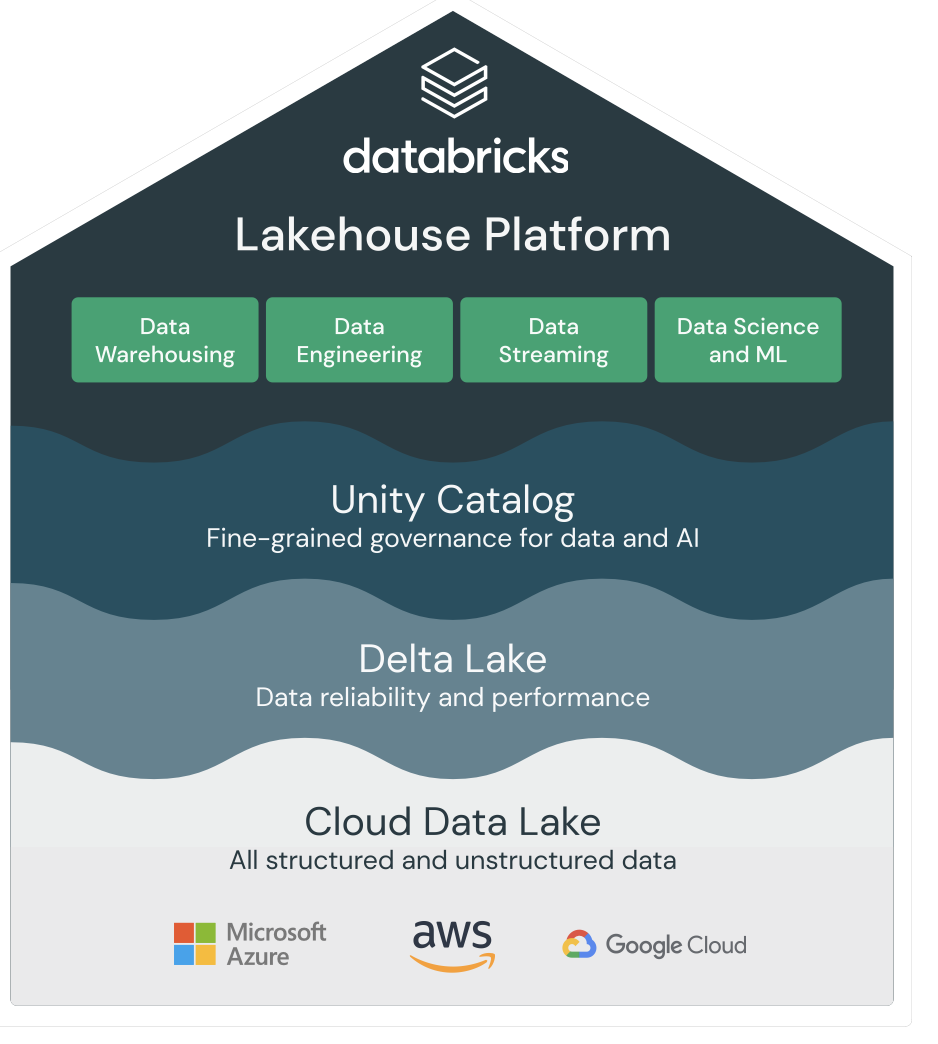 databricks
Lakehouse Platform
Data
Warehousing
Data
Engineering
Data
Streaming
Data Science
and ML
Unity Catalog
Fine-grained governance for data and AI
Delta Lake
Data reliability and performance
Cloud Data Lake
All structured and unstructured data
Microsoft
Azure
aws
Google Cloud